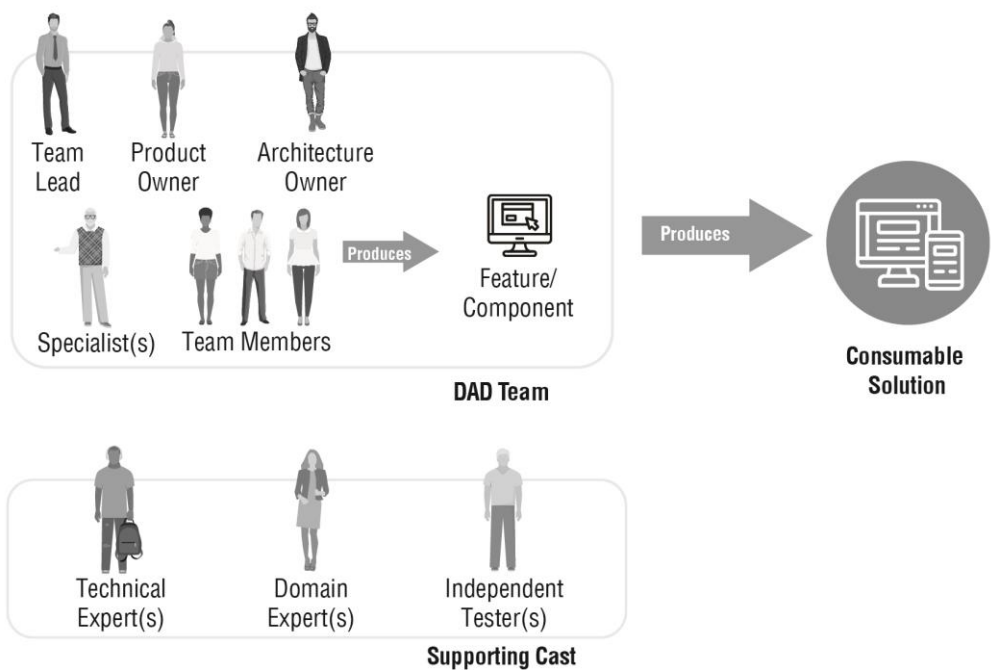 Team
Lead
Product
Owner
Architecture
Owner
Specialist(s)
Team Members
Produces
Feature/
Component
DAD Team
Produces
Consumable
Solution
Technical
Expert(s)
Domain
Expert(s)
Independent
Tester(s)
Supporting Cast